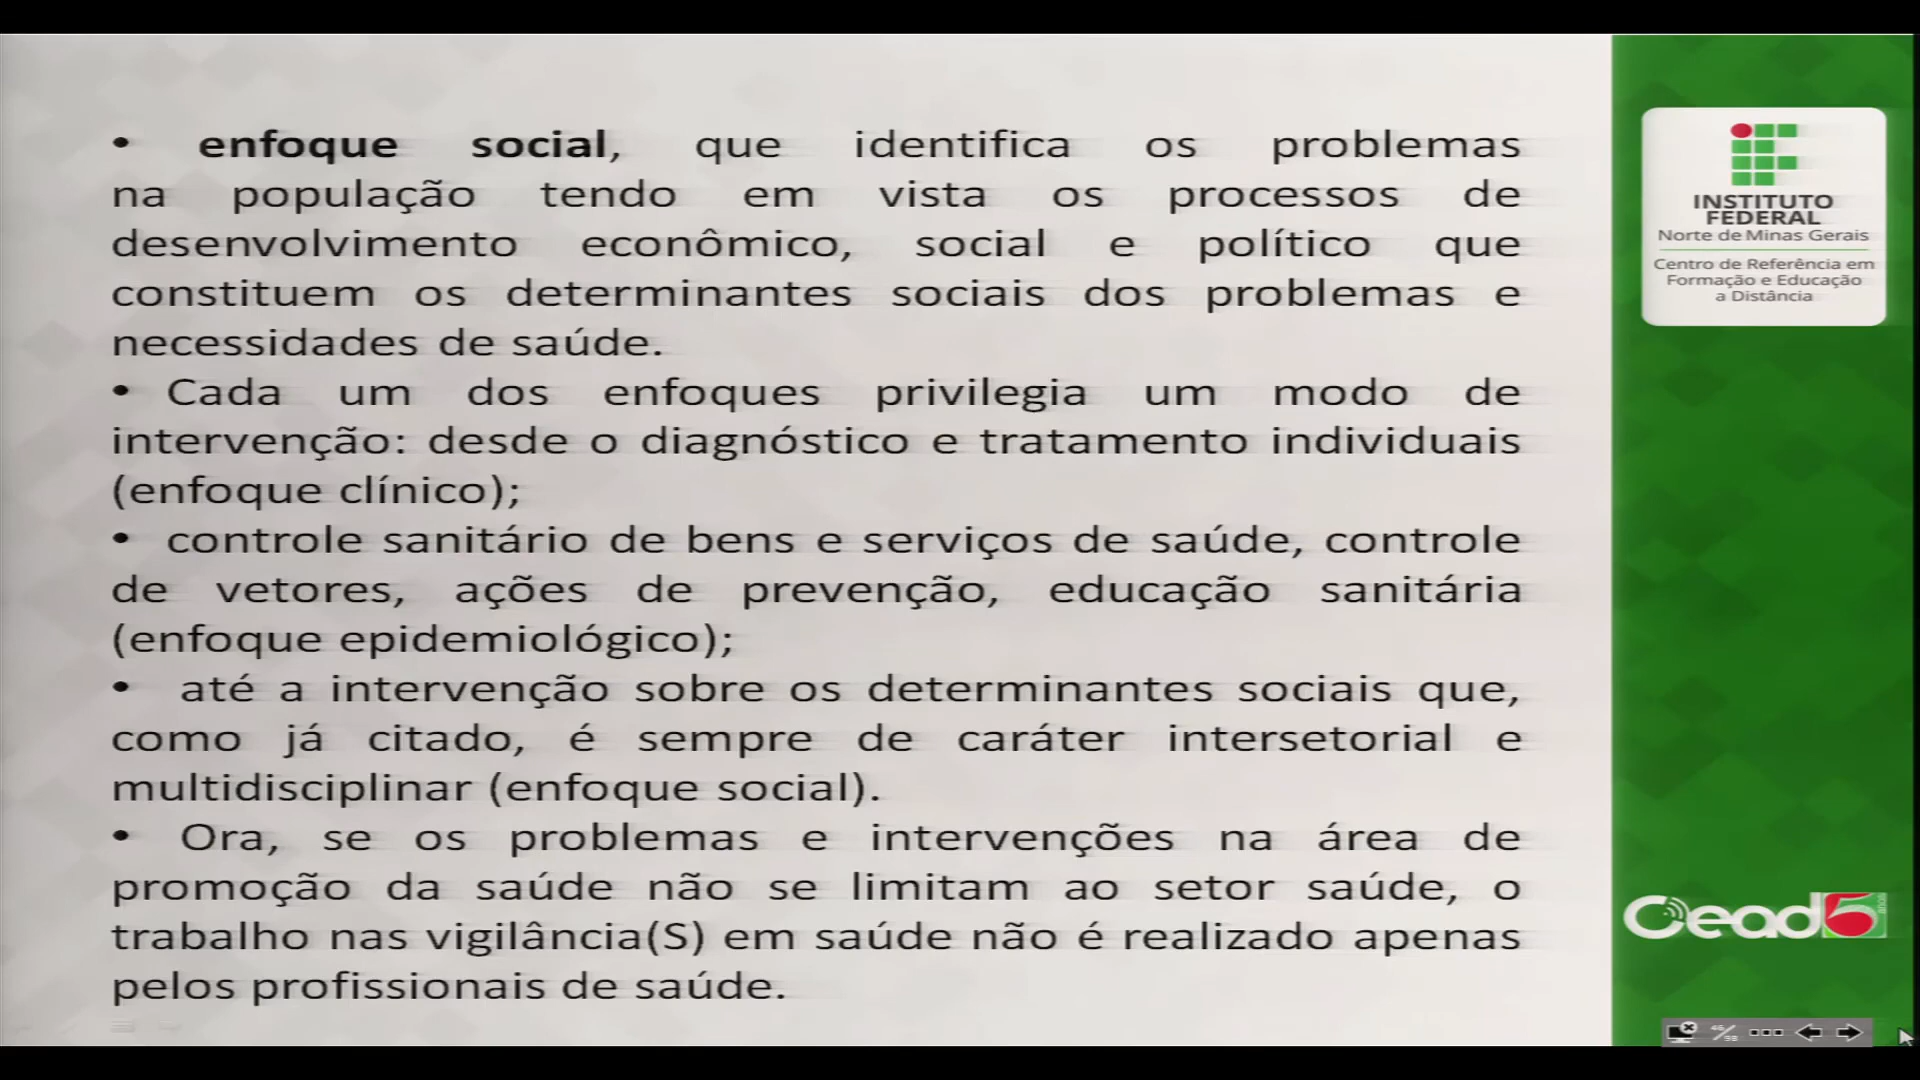 • enfoque social, que identifica os problemas
na população tendo em vista os processos de
desenvolvimento econômico, social e político que
constituem os determinantes sociais dos problemas e
necessidades de saúde.
• Cada um dos enfoques privilegia um modo de
intervenção: desde o diagnóstico e tratamento individuais
(enfoque clínico);
• controle sanitário de bens e serviços de saúde, controle
de vetores, ações de prevenção, educação sanitária
(enfoque epidemiológico);
• até a intervenção sobre os determinantes sociais que,
como já citado, é sempre de caráter intersetorial e
multidisciplinar (enfoque social).
• Ora, se os problemas e intervenções na área de
promoção da saúde não se limitam ao setor saúde, o
trabalho nas vigilância(S) em saúde não é realizado apenas
pelos profissionais de saúde.
INSTITUTO
FEDERAL
Norte de Minas Gerais
Centro de Referência em
Formação e Educação
a Distância
Cead 5 anos
46/98